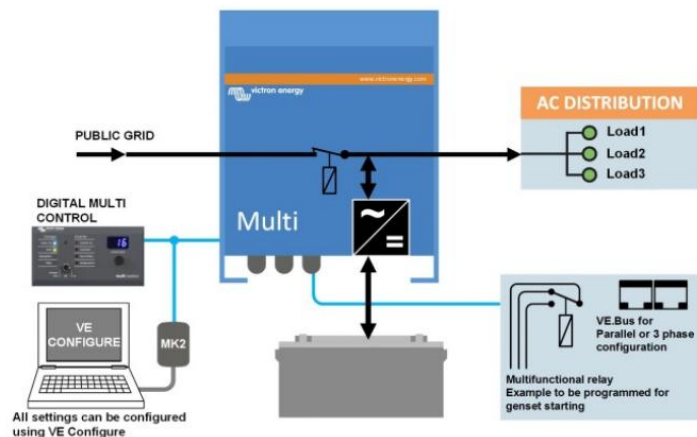 www.victronenergy.com
victron energy
PUBLIC GRID
AC DISTRIBUTION
Load1
Load2
Load3
DIGITAL MULTI
CONTROL
16
Multi
VE
CONFIGURE
MK2
All settings can be configured
using VE Configure
VE.Bus for
Parallel or 3 phase
configuration
Multifunctional relay
Example to be programmed for
genset starting